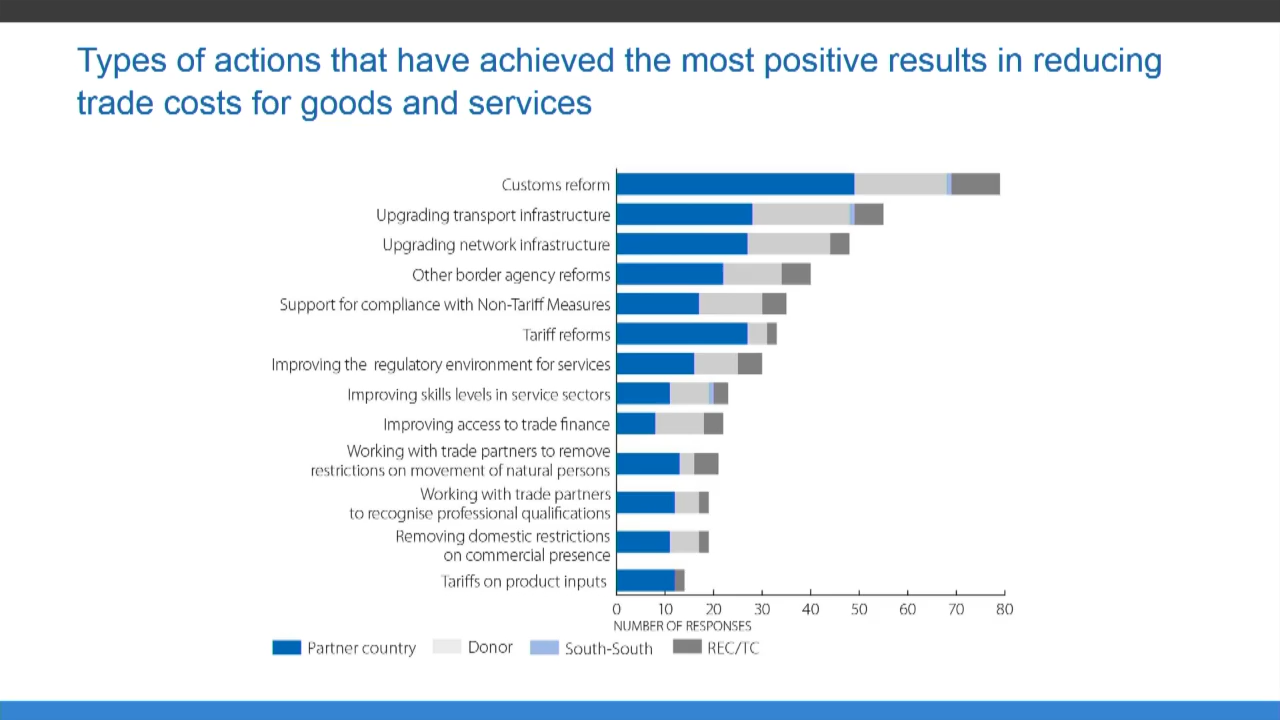 Types of actions that have achieved the most positive results in reducing
trade costs for goods and services
Customs reform
Upgrading transport infrastructure
Upgrading network infrastructure
Other border agency reforms
Support for compliance with Non-Tariff Measures
Tariff reforms
Improving the regulatory environment for services
Improving skills levels in service sectors
Improving access to trade finance
Working with trade partners to remove
restrictions on movement of natural persons
Working with trade partners
to recognise professional qualifications
Removing domestic restrictions
on commercial presence
Tariffs on product inputs
0 10 20 30 40 50 60 70 80
NUMBER OF RESPONSES
Partner country Donor South-South REC/TC